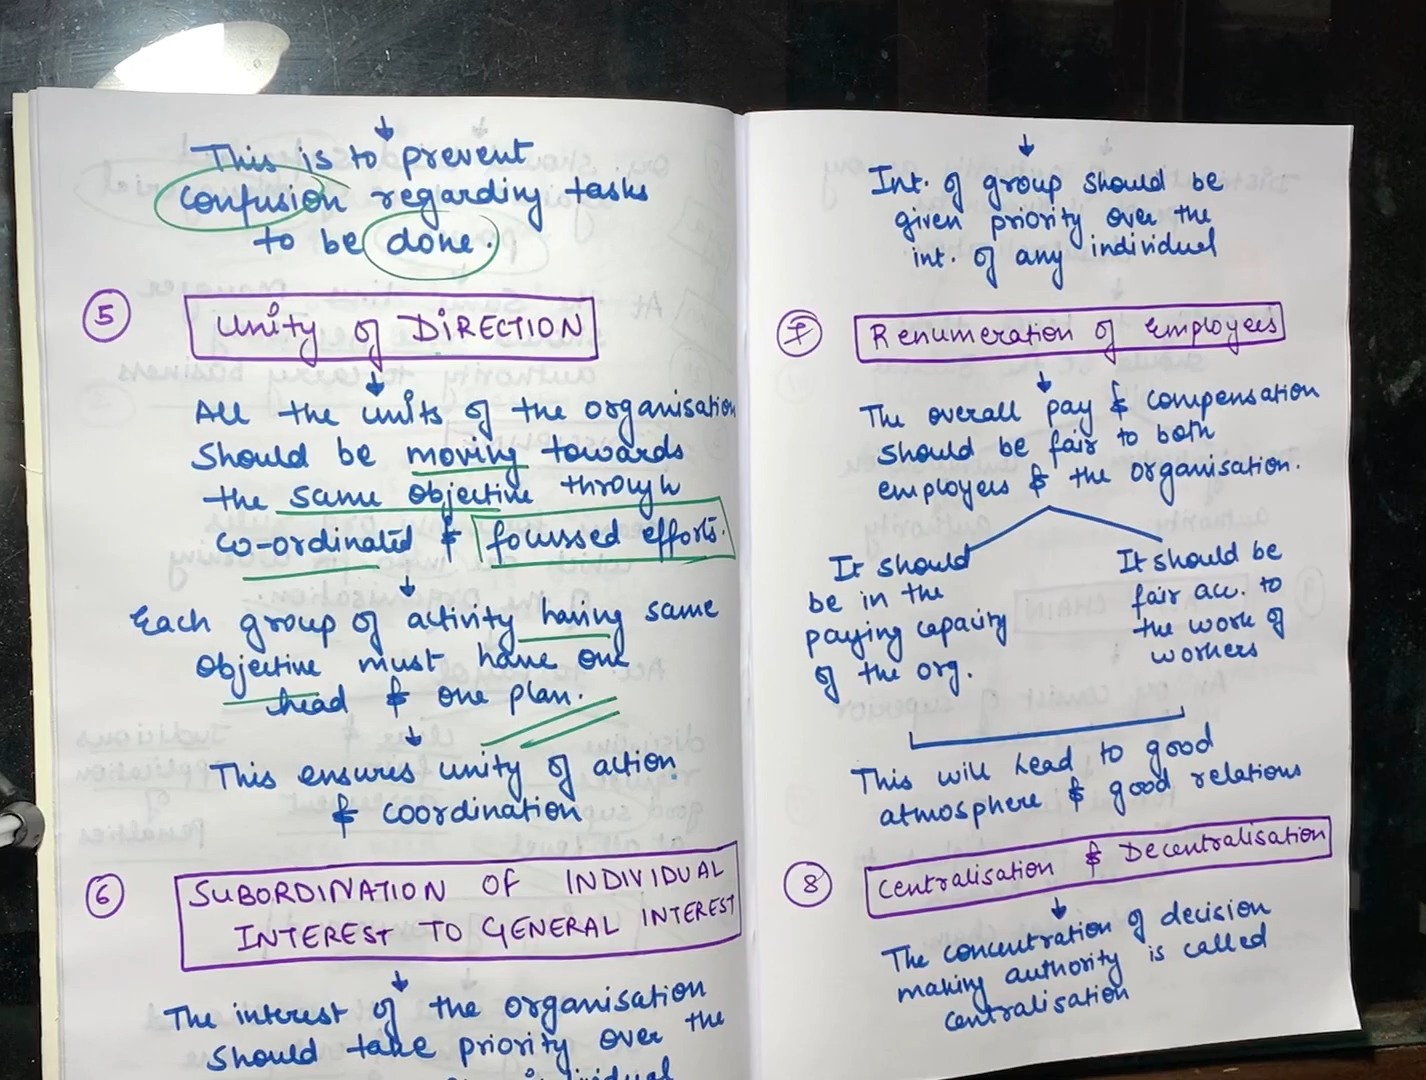 This is to prevent
confusion regarding tasks
to be done.
5 Unity of DIRECTION
All the units of the organisation
should be moving towards
the same objective through
co-ordinated & focussed efforts.
Each group of activity having same
objective must have one
head & one plan.
This ensures unity of action
& coordination
6 SUBORDINATION OF INDIVIDUAL
INTEREST TO GENERAL INTEREST
The interest of the organisation
should take priority over the
Int. of group should be
given priority over the
int. of any individual
7 Renumeration of employees
The overall pay & compensation
should be fair to both
employees & the organisation.
It should
be in the
paying capacity
of the org.
It should be
fair acc. to
the work of
workers
This will lead to good
atmosphere & good relations
8 Centralisation & Decentralisation
The concentration of decision
making authority is called
centralisation